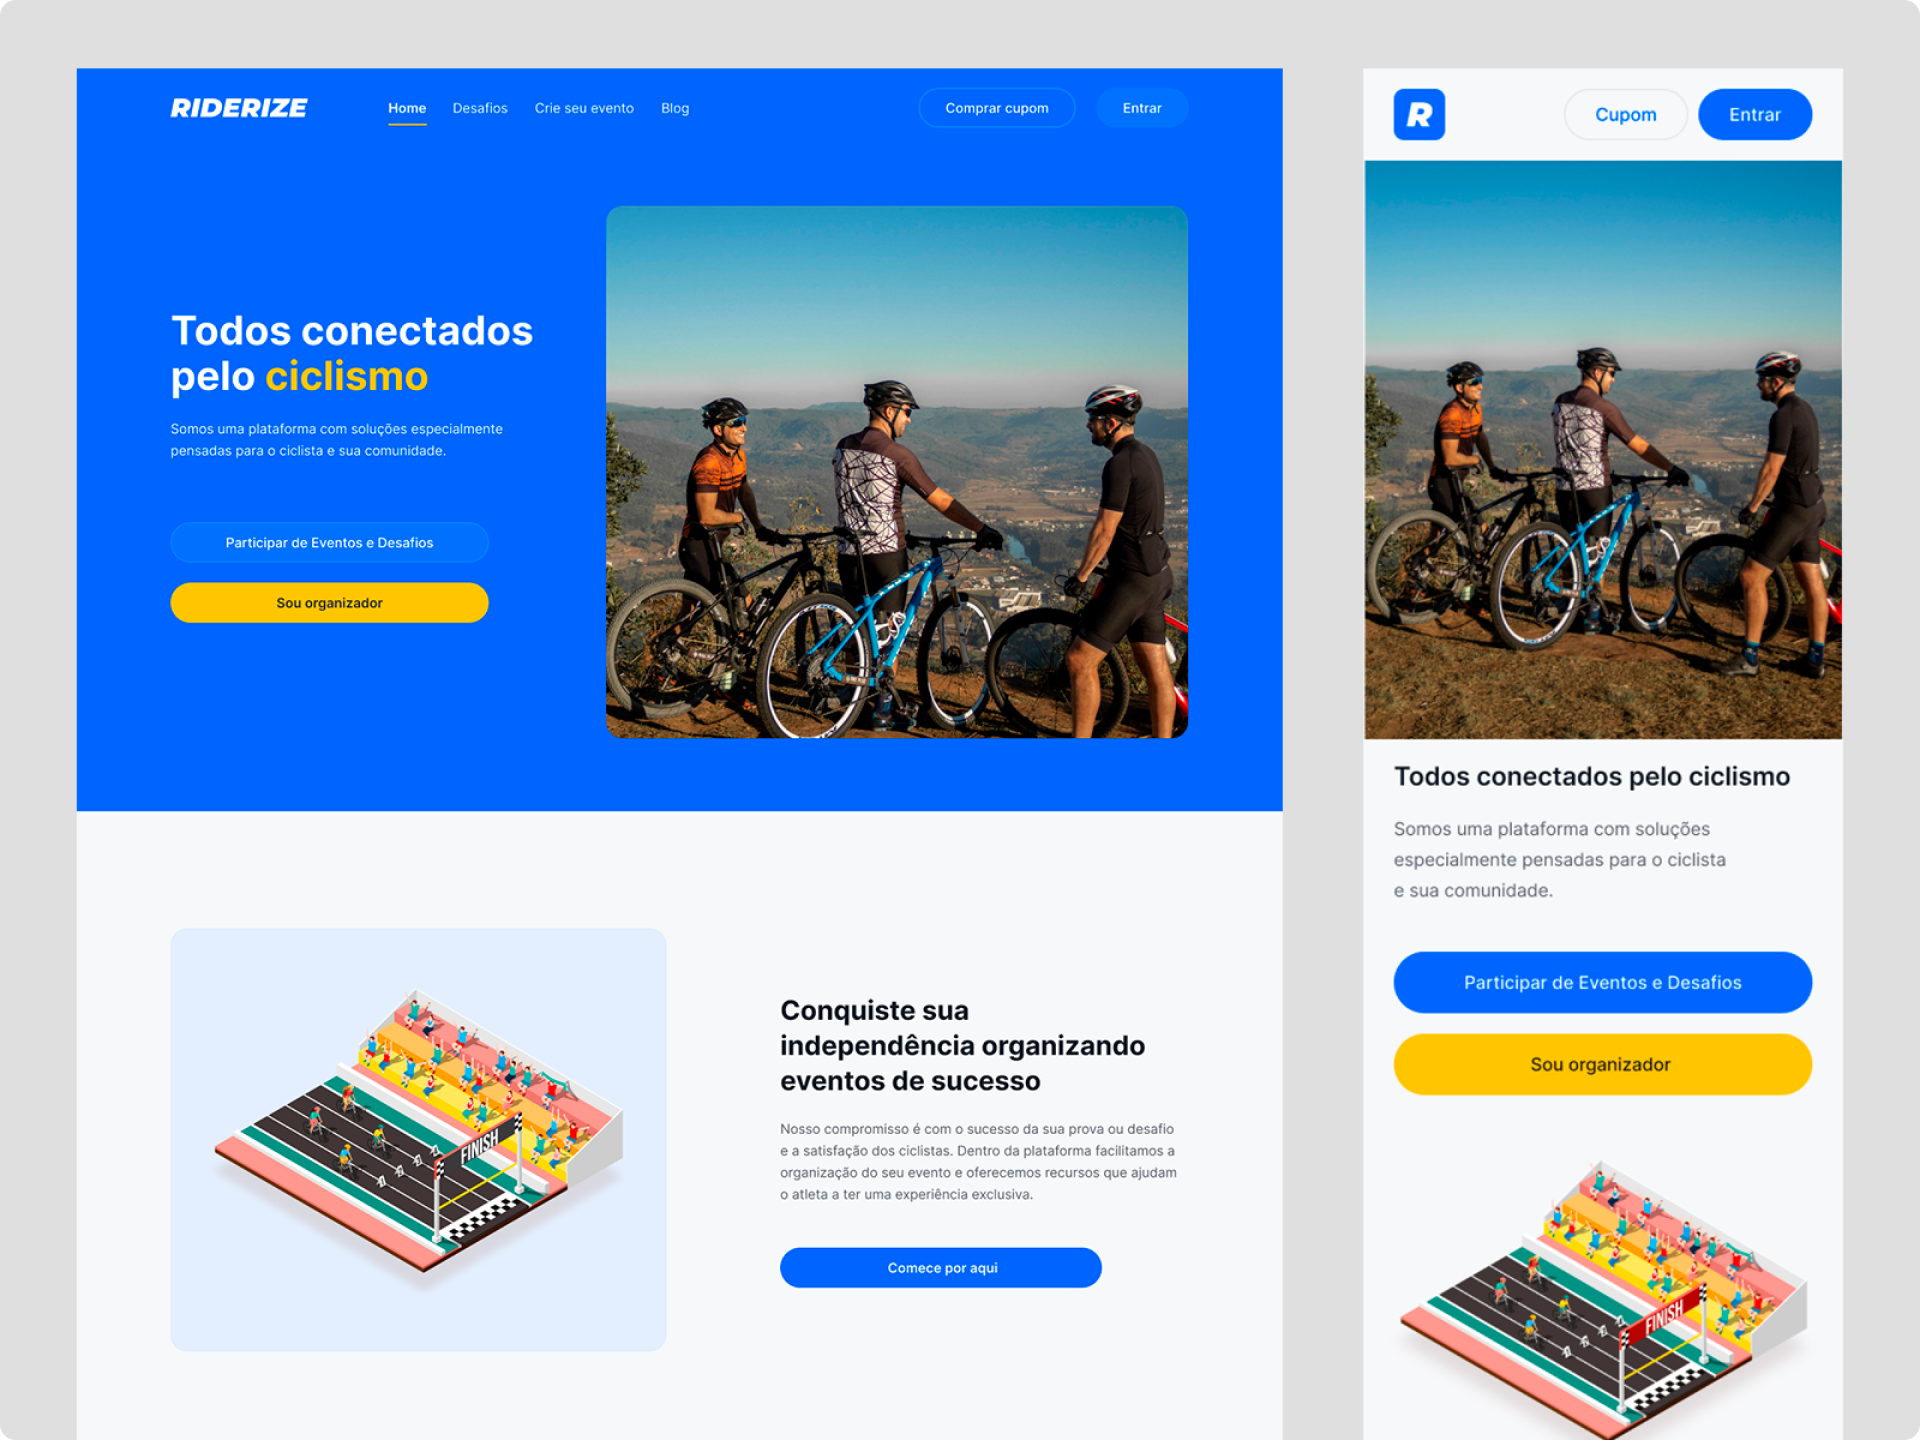 RIDERIZE
Home
Desafios
Crie seu evento
Blog
Comprar cupom
Entrar
Todos conectados
pelo ciclismo
Somos uma plataforma com soluções especialmente
pensadas para o ciclista e sua comunidade.
Participar de Eventos e Desafios
Sou organizador
FINISH
Conquiste sua
independência organizando
eventos de sucesso
Nosso compromisso é com o sucesso da sua prova ou desafio
e a satisfação dos ciclistas. Dentro da plataforma facilitamos a
organização do seu evento e oferecemos recursos que ajudam
o atleta a ter uma experiência exclusiva.
Comece por aqui
R
Cupom
Entrar
Todos conectados pelo ciclismo
Somos uma plataforma com soluções
especialmente pensadas para o ciclista
e sua comunidade.
Participar de Eventos e Desafios
Sou organizador
FINISH